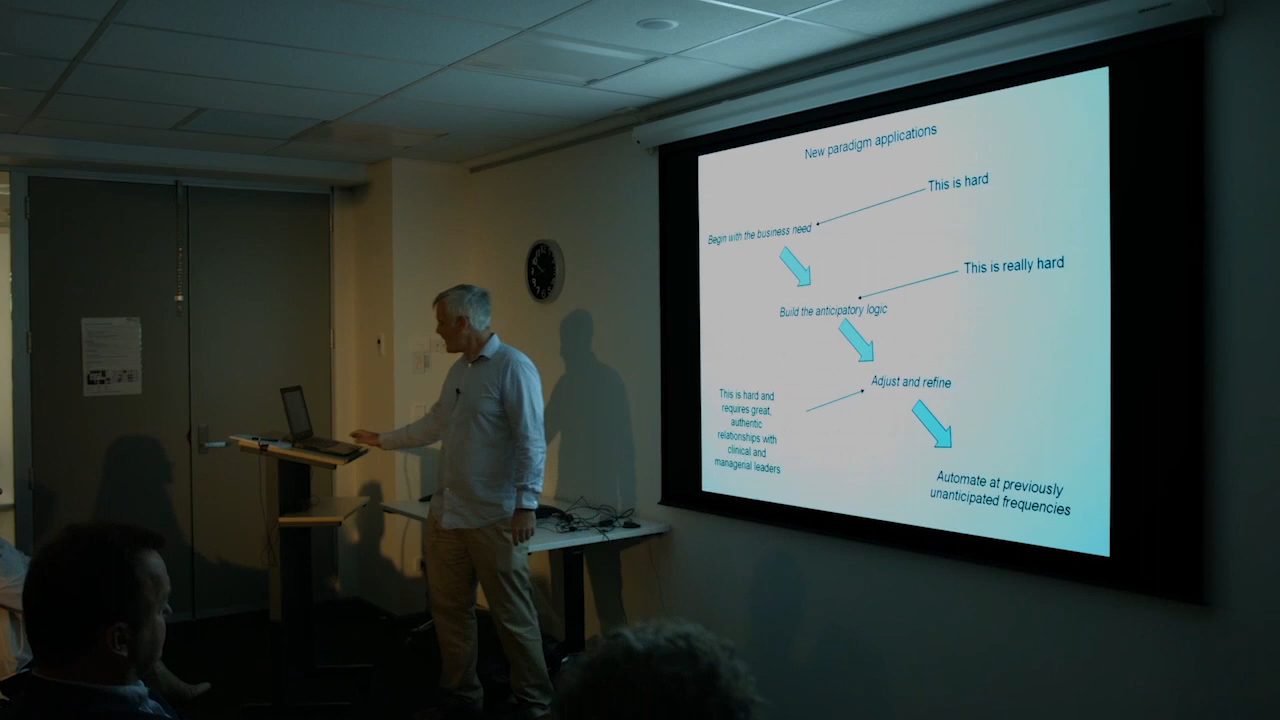 New paradigm applications
This is hard
Begin with the business need
This is really hard
Build the anticipatory logic
Adjust and refine
This is hard and
requires great,
authentic
relationships with
clinical and
managerial leaders
Automate at previously
unanticipated frequencies